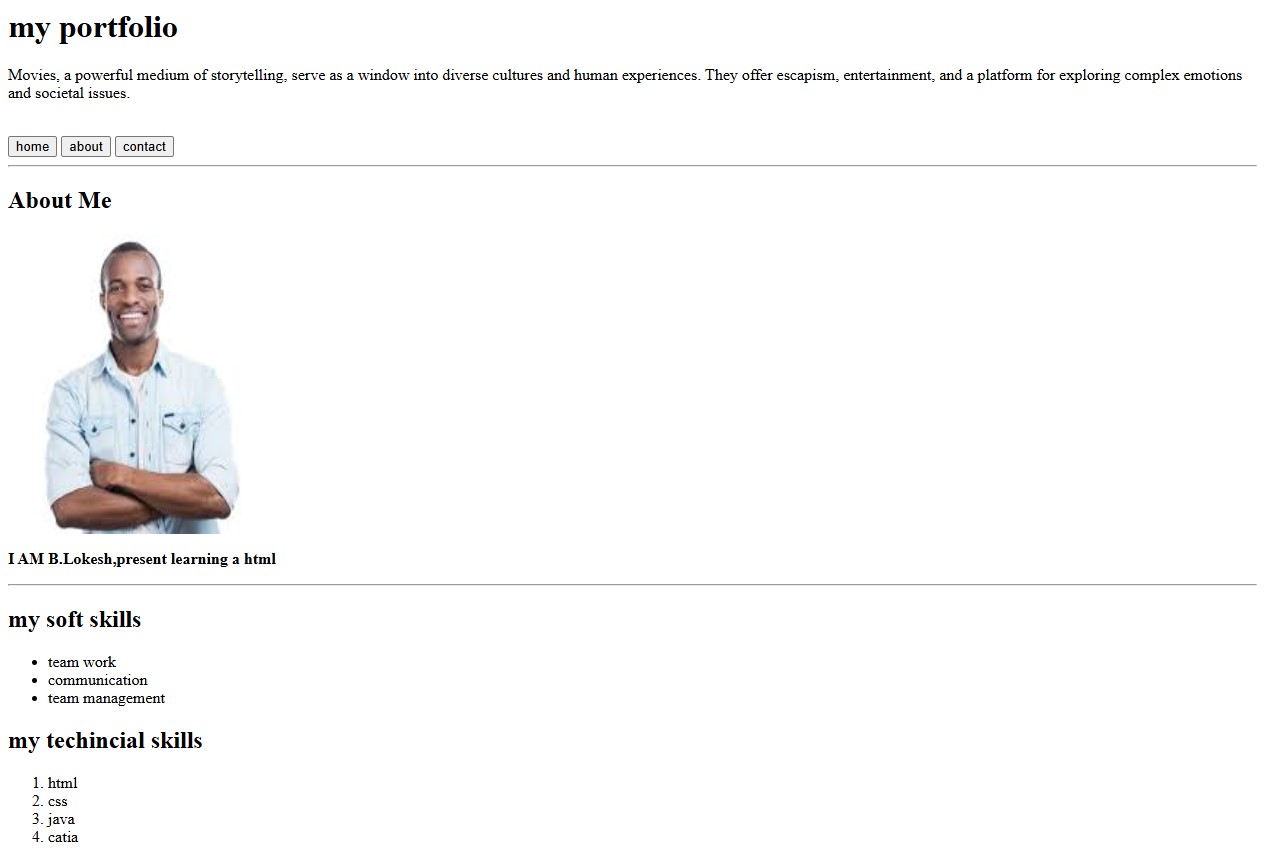 my portfolio
Movies, a powerful medium of storytelling, serve as a window into diverse cultures and human experiences. They offer escapism, entertainment, and a platform for exploring complex emotions
and societal issues.
home about contact
About Me
I AM B.Lokesh,present learning a html
my soft skills
• team work
• communication
• team management
my techincial skills
1. html
2. css
3. java
4. catia